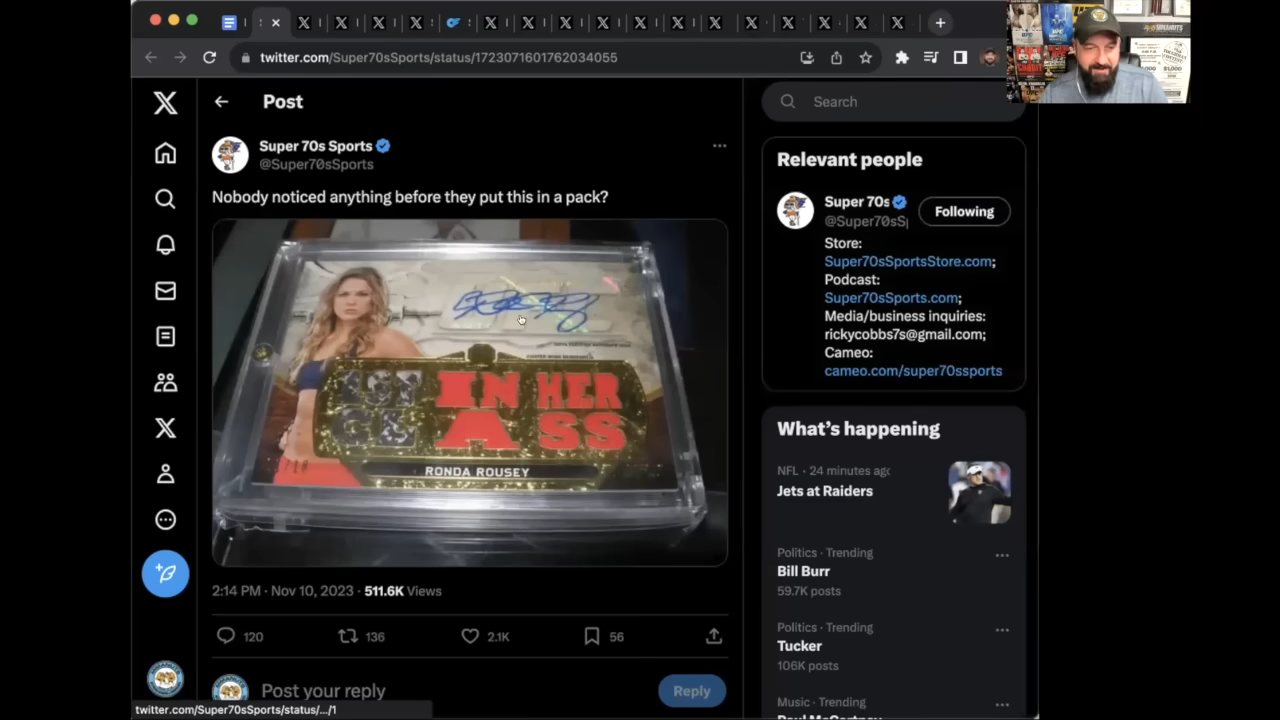 twitter.com/Super70sSports/status/
2307160162034055
Post
Search
Super 70s Sports
@Super70sSports
Nobody noticed anything before they put this in a pack?
IN HER
ASS
RONDA ROUSEY
2:14 PM · Nov 10, 2023 · 511.6K Views
120
136
2.1K
56
Post your reply
Reply
Relevant people
Super 70s
@Super70sS
Following
Store:
Super70sSportsStore.com;
Podcast:
Super70sSports.com;
Media/business inquiries:
rickycobbs7s@gmail.com;
Cameo:
cameo.com/super70ssports
What's happening
NFL · 24 minutes ago
Jets at Raiders
Politics · Trending
Bill Burr
59.7K posts
Politics · Trending
Tucker
106K posts
Music · Trending
Paul McCartney
twitter.com/Super70sSports/status/.../1